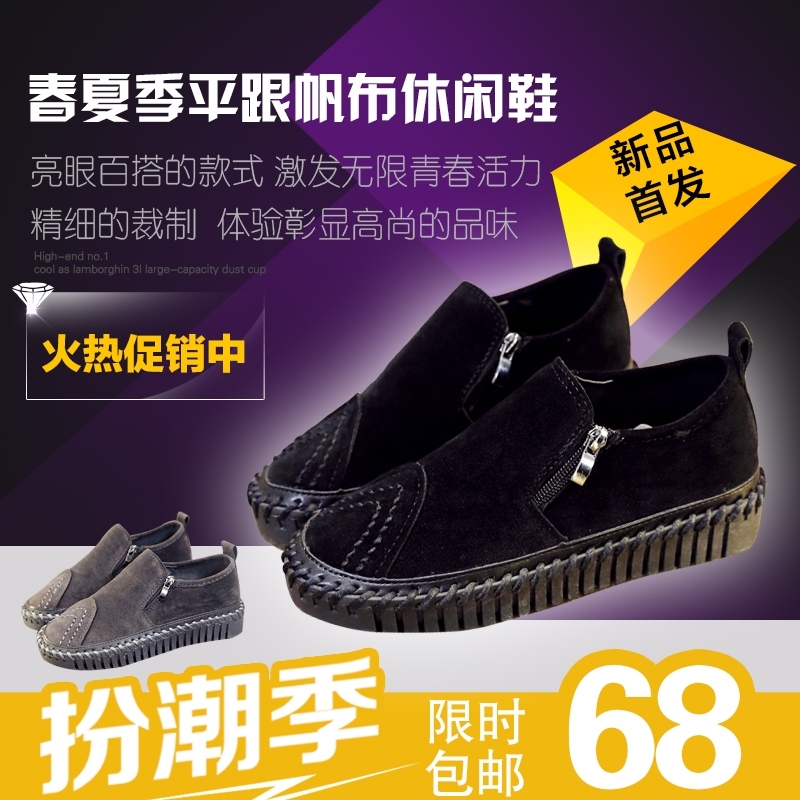 春夏季平跟帆布休闲鞋
亮眼百搭的款式 激发无限青春活力
精细的裁制 体验彰显高尚的品味
High-end no.1
cool as lamborghin 3l large-capacity dust cup
新品
首发
火热促销中
扮潮季
限时
包邮
68